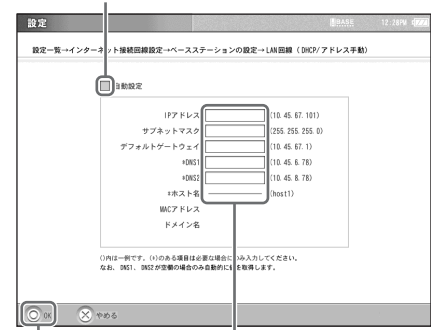 設定
BASE 12:26PM
設定一覧→インターネット接続回線設定→ベースステーションの設定→LAN回線（DHCP/アドレス手動）
自動設定
IPアドレス (10. 45. 67. 101)
サブネットマスク (255. 255. 255. 0)
デフォルトゲートウェイ (10. 45. 67. 1)
*DNS1 (10. 45. 6. 78)
*DNS2 (10. 45. 8. 78)
*ホスト名 (host1)
MACアドレス
ドメイン名
()内は一例です。(*)のある項目は必要な場合にのみ入力してください。
なお、DNS1、DNS2が空欄の場合のみ自動的に値を取得します。
OK やめる